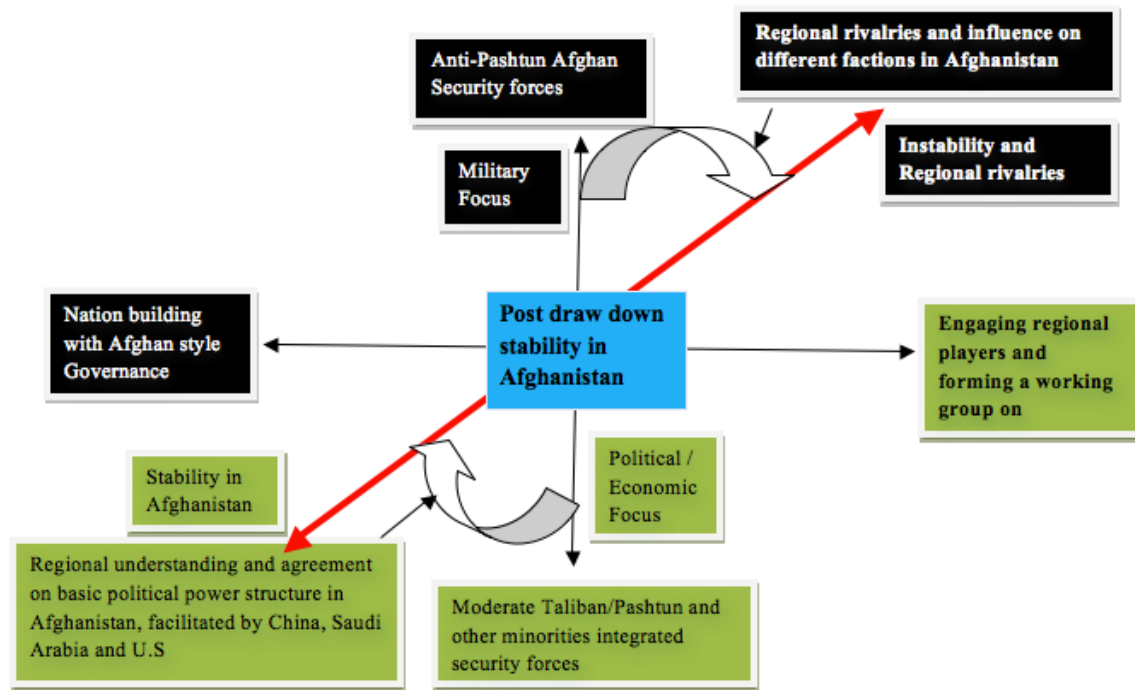 Regional rivalries and influence on
different factions in Afghanistan
Anti-Pashtun Afghan
Security forces
Instability and
Regional rivalries
Military
Focus
Nation building
with Afghan style
Governance
Post draw down
stability in
Afghanistan
Engaging regional
players and
forming a working
group on
Stability in
Afghanistan
Political /
Economic
Focus
Regional understanding and agreement
on basic political power structure in
Afghanistan, facilitated by China, Saudi
Arabia and U.S
Moderate Taliban/Pashtun and
other minorities integrated
security forces